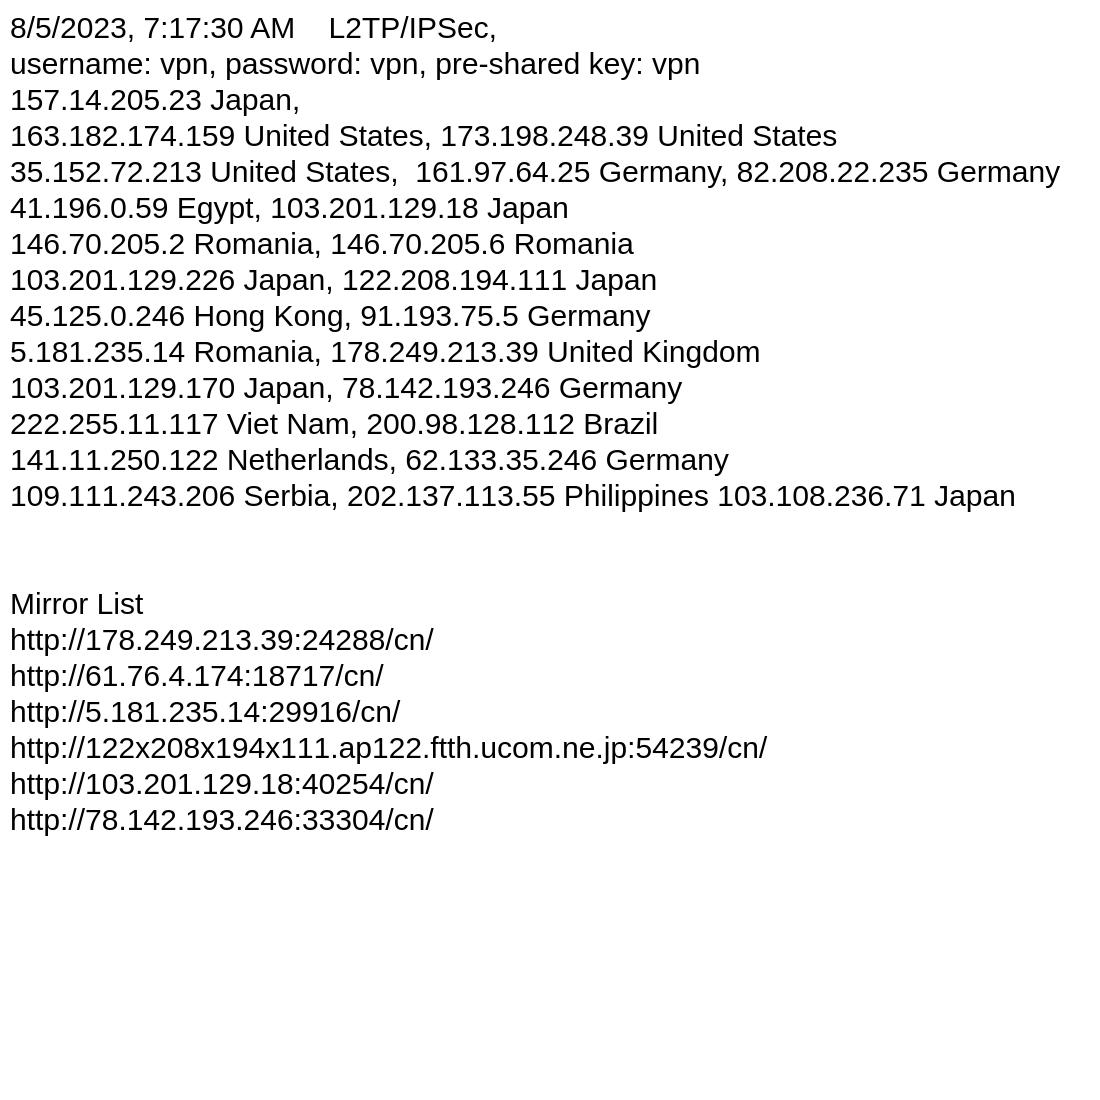 8/5/2023, 7:17:30 AM    L2TP/IPSec,
username: vpn, password: vpn, pre-shared key: vpn
157.14.205.23 Japan,
163.182.174.159 United States, 173.198.248.39 United States
35.152.72.213 United States,  161.97.64.25 Germany, 82.208.22.235 Germany
41.196.0.59 Egypt, 103.201.129.18 Japan
146.70.205.2 Romania, 146.70.205.6 Romania
103.201.129.226 Japan, 122.208.194.111 Japan
45.125.0.246 Hong Kong, 91.193.75.5 Germany
5.181.235.14 Romania, 178.249.213.39 United Kingdom
103.201.129.170 Japan, 78.142.193.246 Germany
222.255.11.117 Viet Nam, 200.98.128.112 Brazil
141.11.250.122 Netherlands, 62.133.35.246 Germany
109.111.243.206 Serbia, 202.137.113.55 Philippines 103.108.236.71 Japan
Mirror List
http://178.249.213.39:24288/cn/
http://61.76.4.174:18717/cn/
http://5.181.235.14:29916/cn/
http://122x208x194x111.ap122.ftth.ucom.ne.jp:54239/cn/
http://103.201.129.18:40254/cn/
http://78.142.193.246:33304/cn/